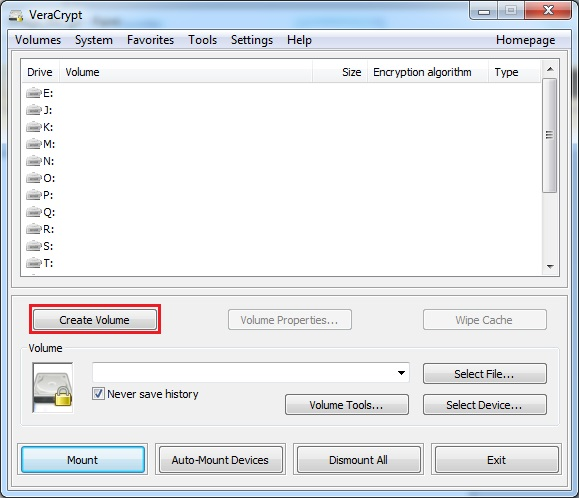 VeraCrypt
Volumes System Favorites Tools Settings Help Homepage
Drive Volume Size Encryption algorithm Type
E:
J:
K:
M:
N:
O:
P:
Q:
R:
S:
T:
Create Volume Volume Properties... Wipe Cache
Volume
Select File...
Never save history
Volume Tools... Select Device...
Mount Auto-Mount Devices Dismount All Exit